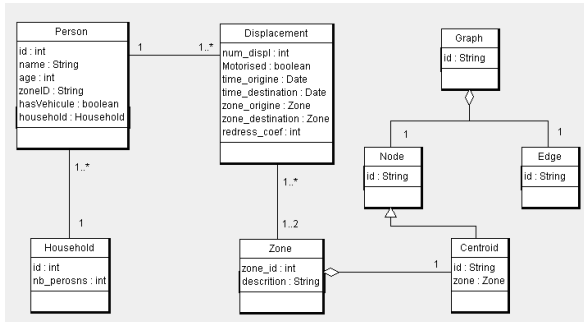 Person
id : int
name : String
age : int
zoneID : String
hasVehicule : boolean
household : Household
1
1..*
Displacement
num_displ : int
Motorised : boolean
time_origine : Date
time_destination : Date
zone_origine : Zone
zone_destination : Zone
redress_coef : int
Graph
id : String
1
1
Node
id : String
Edge
id : String
1..*
1
Household
id : int
nb_perosns : int
1..*
1..2
Zone
zone_id : int
descrition : String
1
Centroid
id : String
zone : Zone